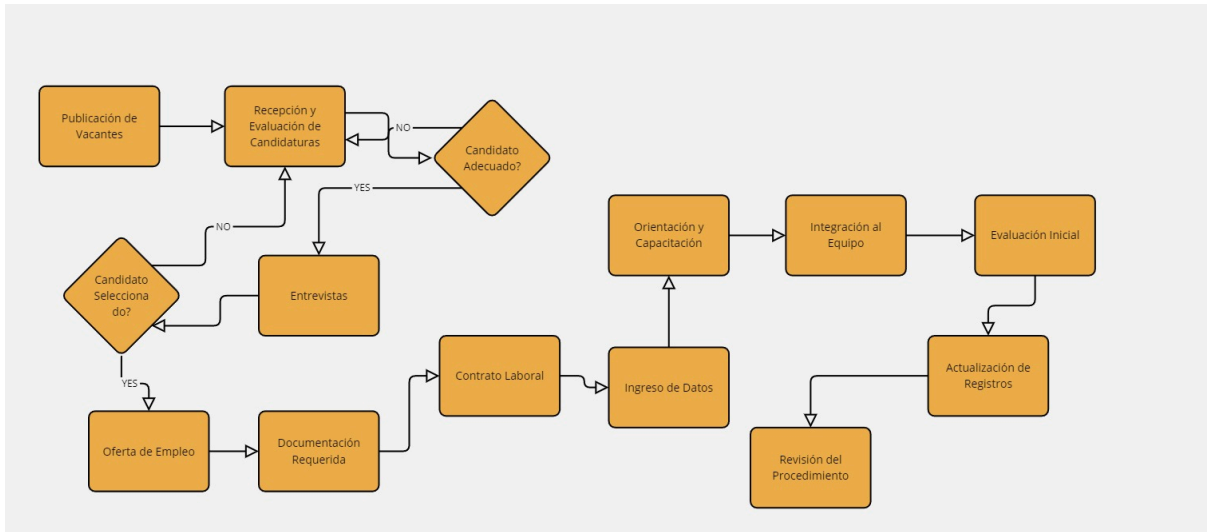 Publicación de
Vacantes
Recepción y
Evaluación de
Candidaturas
NO
Candidato
Adecuado?
YES
NO
Candidato
Selecciona
do?
Entrevistas
YES
Oferta de Empleo
Documentación
Requerida
Contrato Laboral
Ingreso de Datos
Orientación y
Capacitación
Integración al
Equipo
Evaluación Inicial
Actualización de
Registros
Revisión del
Procedimiento